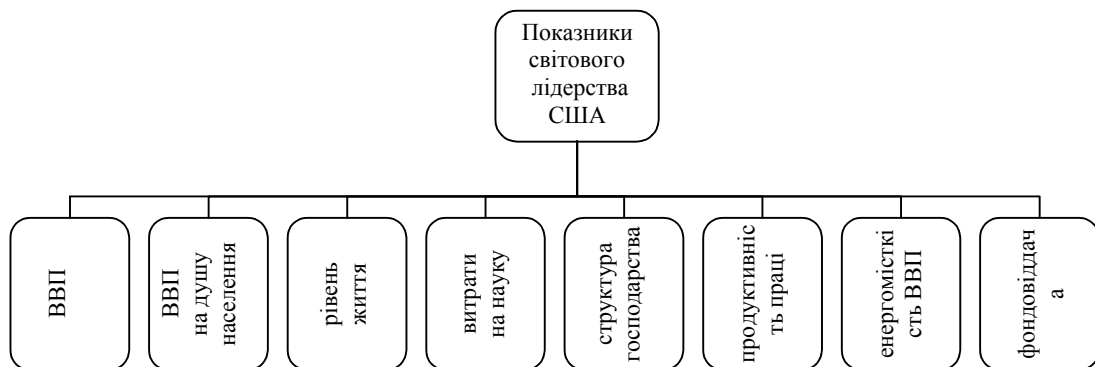 Показники
світового
лідерства
США
ВВП
ВВП
на душу
населення
рівень
життя
витрати
на науку
структура
господарства
продуктивніс
ть праці
енергомісткі
сть ВВП
фондовіддач
а